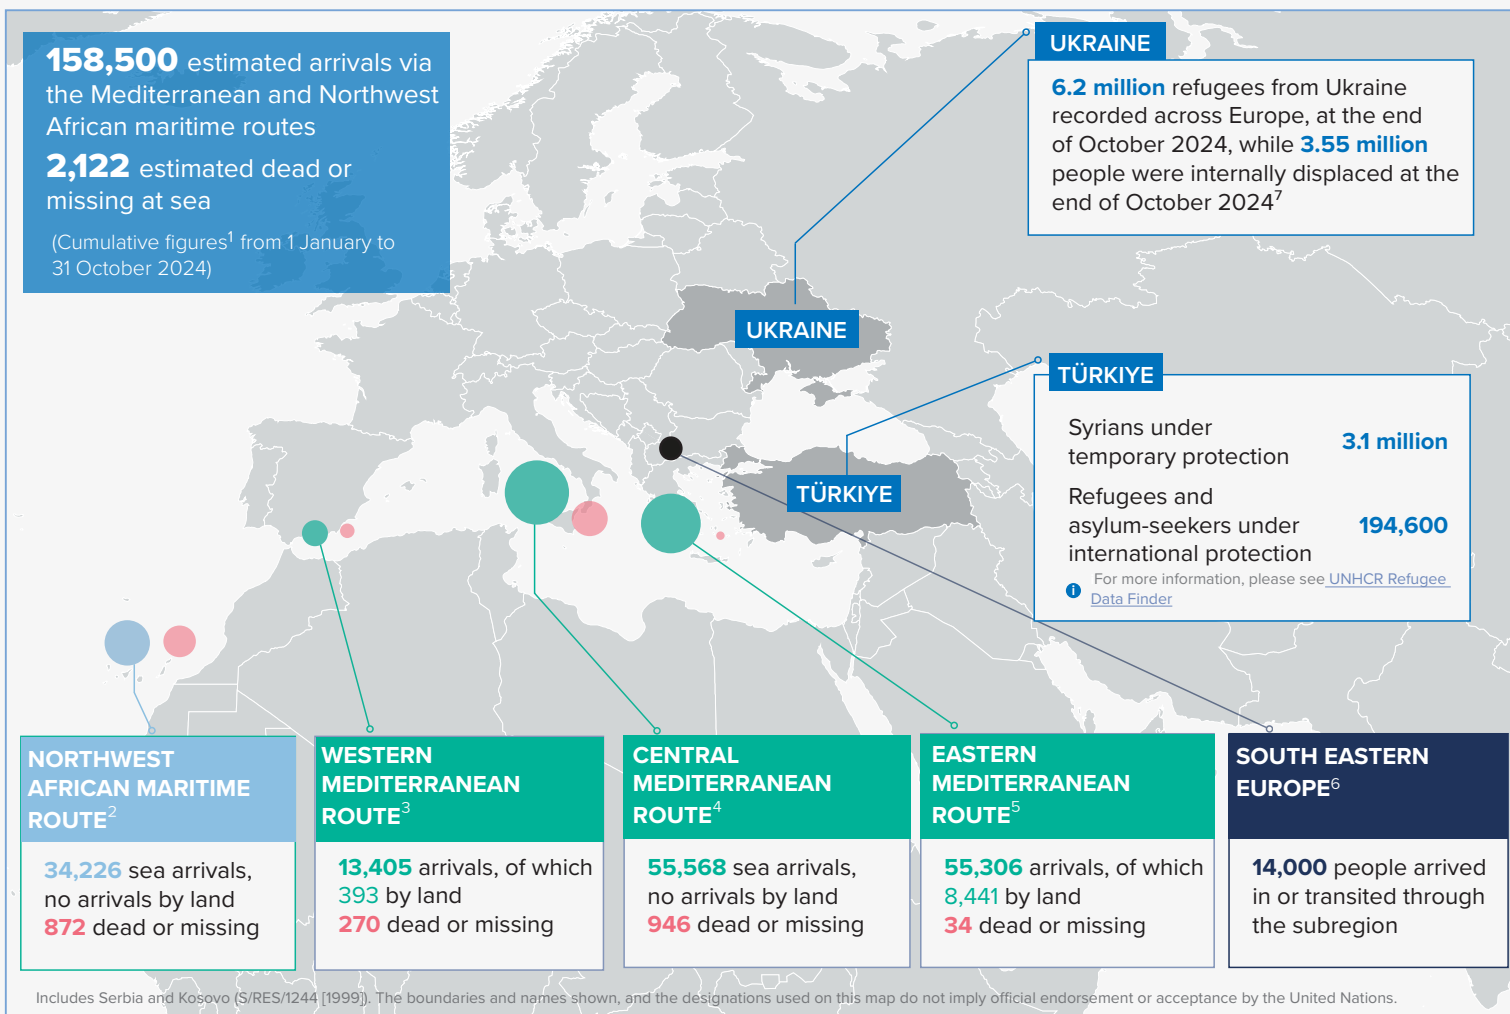 158,500 estimated arrivals via
the Mediterranean and Northwest
African maritime routes
2,122 estimated dead or
missing at sea
(Cumulative figures¹ from 1 January to
31 October 2024)
UKRAINE
6.2 million refugees from Ukraine
recorded across Europe, at the end
of October 2024, while 3.55 million
people were internally displaced at the
end of October 2024⁷
UKRAINE
TÜRKIYE
Syrians under
temporary protection
3.1 million
Refugees and
asylum-seekers under
international protection
194,600
i For more information, please see UNHCR Refugee
Data Finder
TÜRKIYE
NORTHWEST
AFRICAN MARITIME
ROUTE²
34,226 sea arrivals,
no arrivals by land
872 dead or missing
WESTERN
MEDITERRANEAN
ROUTE³
13,405 arrivals, of which
393 by land
270 dead or missing
CENTRAL
MEDITERRANEAN
ROUTE⁴
55,568 sea arrivals,
no arrivals by land
946 dead or missing
EASTERN
MEDITERRANEAN
ROUTE⁵
55,306 arrivals, of which
8,441 by land
34 dead or missing
SOUTH EASTERN
EUROPE⁶
14,000 people arrived
in or transited through
the subregion
Includes Serbia and Kosovo (S/RES/1244 [1999]). The boundaries and names shown, and the designations used on this map do not imply official endorsement or acceptance by the United Nations.